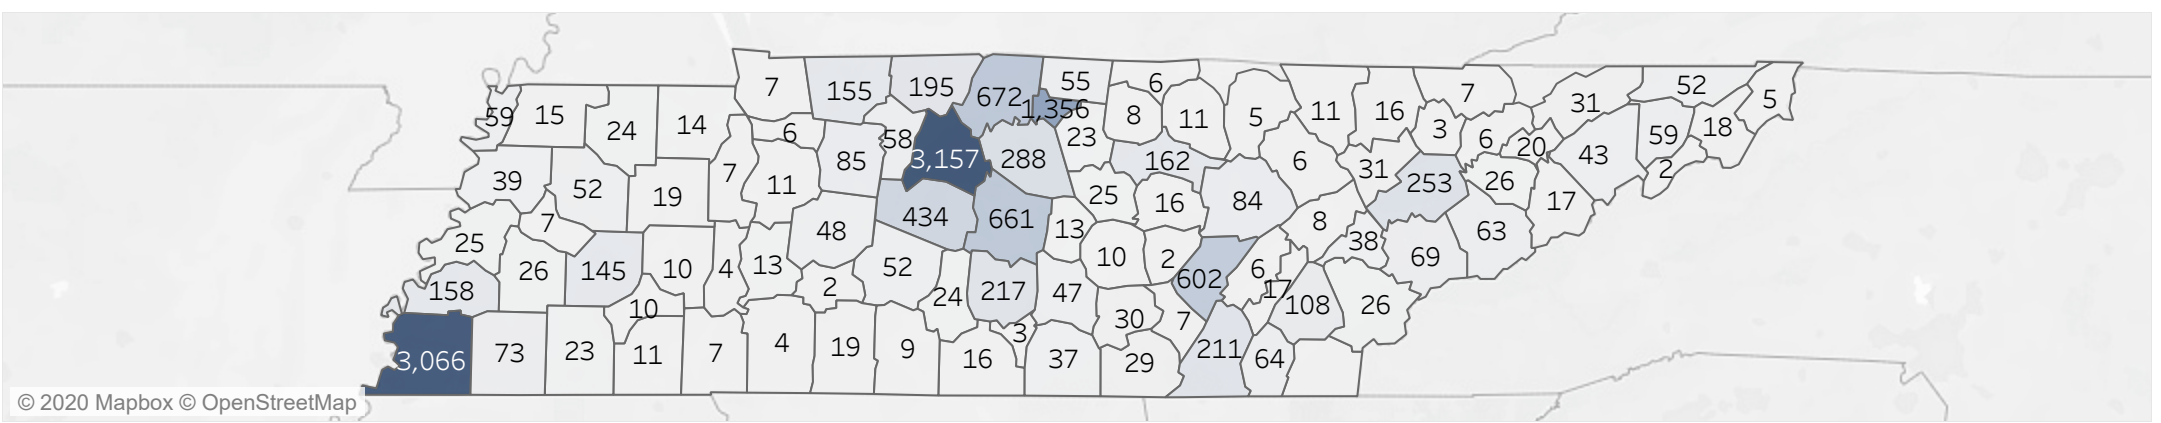 7 155 195 672 55 6 5 11 16 7 31 52 5
59 15 24 14 6 58 1,356 8 11 3 6 20 59 18
85 3,157 288 23 162 6 31 253 26 43 2
39 52 19 7 11 25 16 84 8 17
25 7 48 434 661 13 38 69 63
158 26 145 10 4 13 2 52 24 217 47 10 2 602 6 17 108 26
10 3 30 7
3,066 73 23 11 7 4 19 9 16 37 29 211 64
© 2020 Mapbox © OpenStreetMap